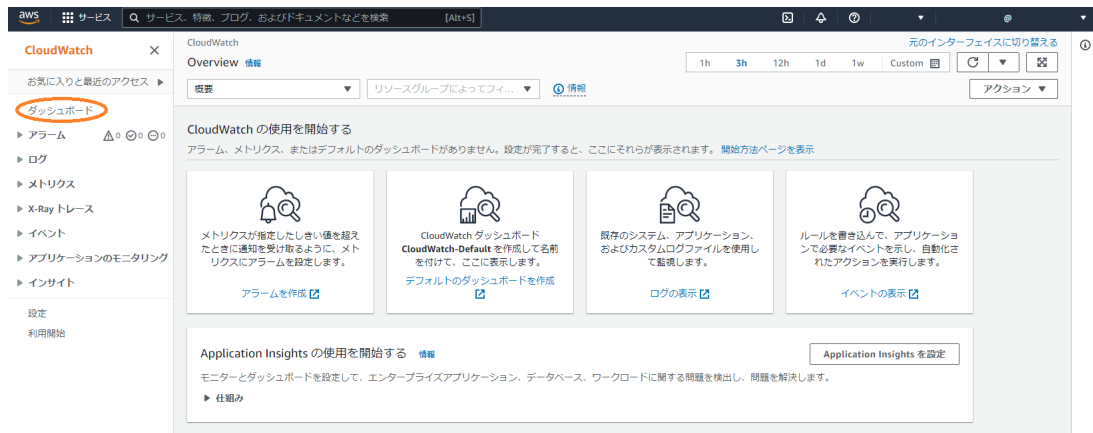 aws サービス サービス、特徴、ブログ、およびドキュメントなどを検索 [Alt+S] @
CloudWatch
お気に入りと最近のアクセス
ダッシュボード
アラーム 0 0 0
ログ
メトリクス
X-Ray トレース
イベント
アプリケーションのモニタリング
インサイト
設定
利用開始
CloudWatch
元のインターフェイスに切り替える
Overview 情報
1h 3h 12h 1d 1w Custom
概要 リソースグループによってフィ... 情報 アクション
CloudWatch の使用を開始する
アラーム、メトリクス、またはデフォルトのダッシュボードがありません。設定が完了すると、ここにそれらが表示されます。 開始方法ページを表示
メトリクスが指定したしきい値を超え
たときに通知を受け取るように、メト
リクスにアラームを設定します。
アラームを作成
CloudWatch ダッシュボード
CloudWatch-Default を作成して名前
を付けて、ここに表示します。
デフォルトのダッシュボードを作成
既存のシステム、アプリケーション、
およびカスタムログファイルを使用し
て監視します。
ログの表示
ルールを書き込んで、アプリケーショ
ンで必要なイベントを示し、自動化さ
れたアクションを実行します。
イベントの表示
Application Insights の使用を開始する 情報
Application Insights を設定
モニターとダッシュボードを設定して、エンタープライズアプリケーション、データベース、ワークロードに関する問題を検出し、問題を解決します。
仕組み